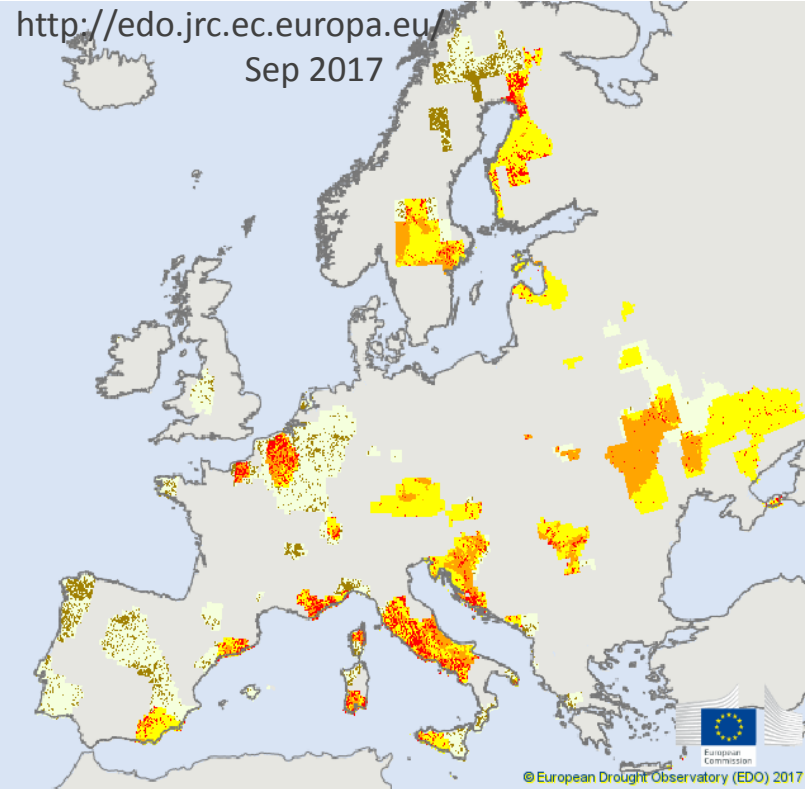 http://edo.jrc.ec.europa.eu/
Sep 2017
European
Commission
© European Drought Observatory (EDO) 2017